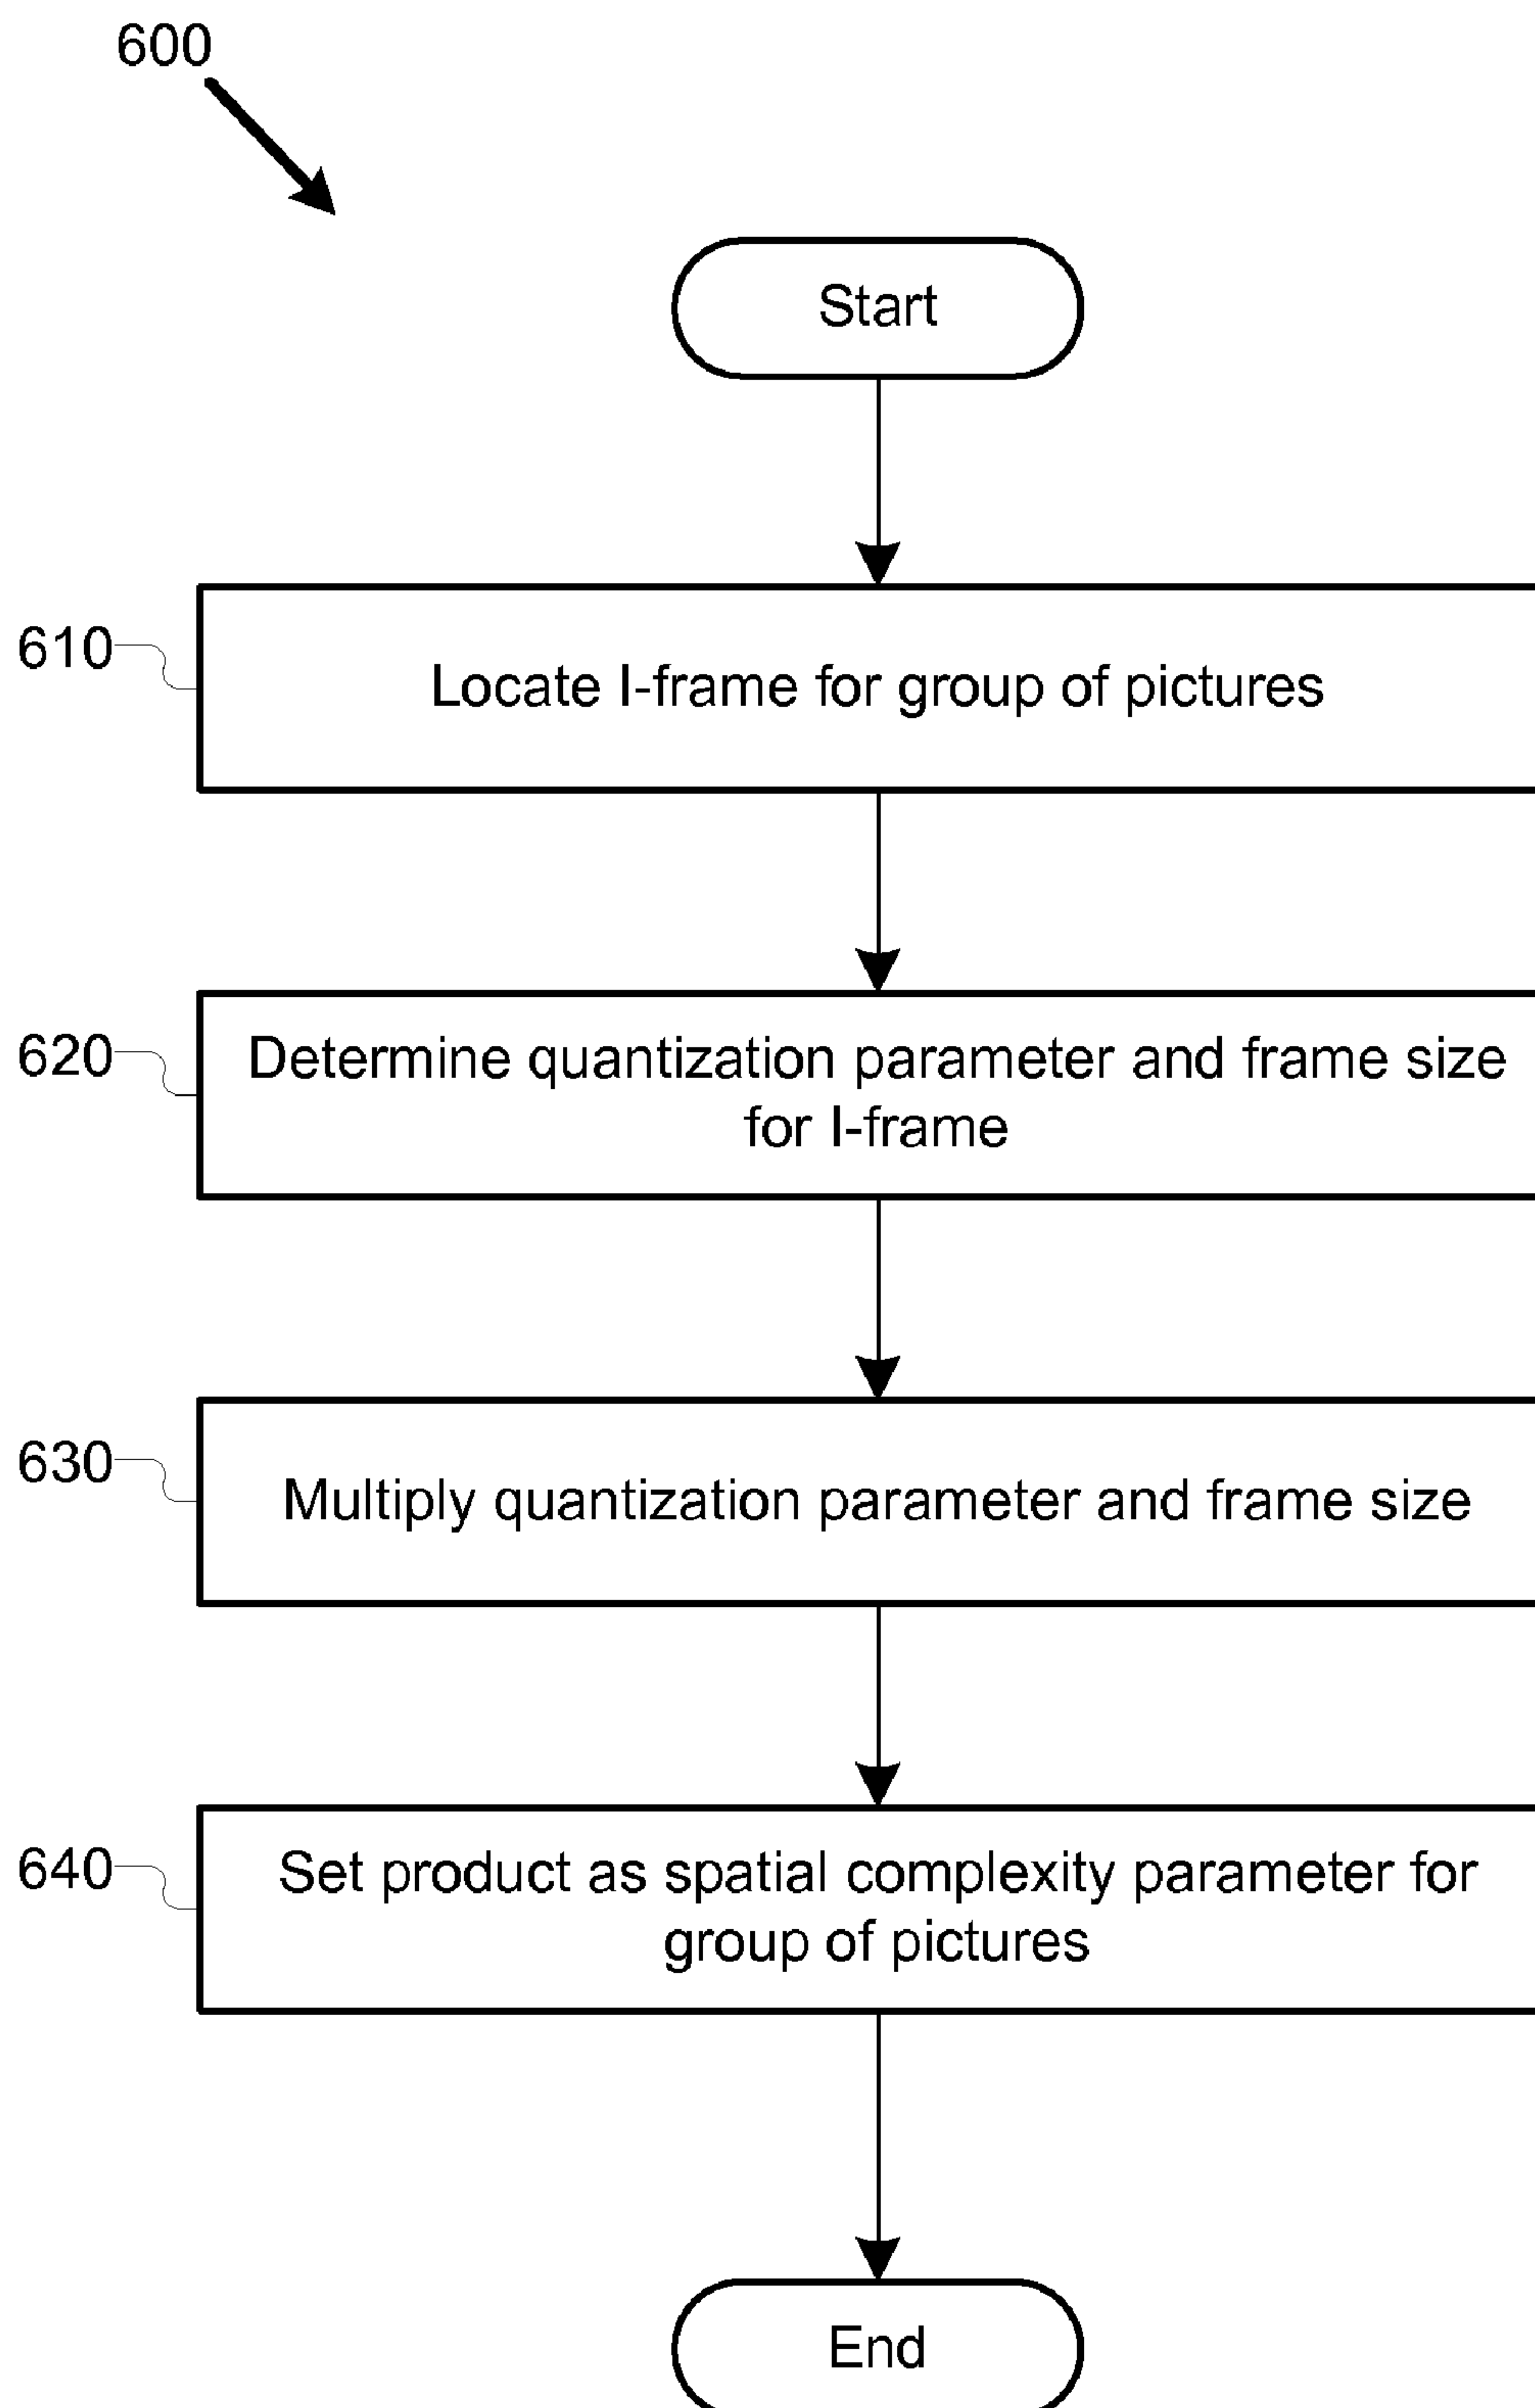 600
Start
610
Locate I-frame for group of pictures
620
Determine quantization parameter and frame size
for I-frame
630
Multiply quantization parameter and frame size
640
Set product as spatial complexity parameter for
group of pictures
End